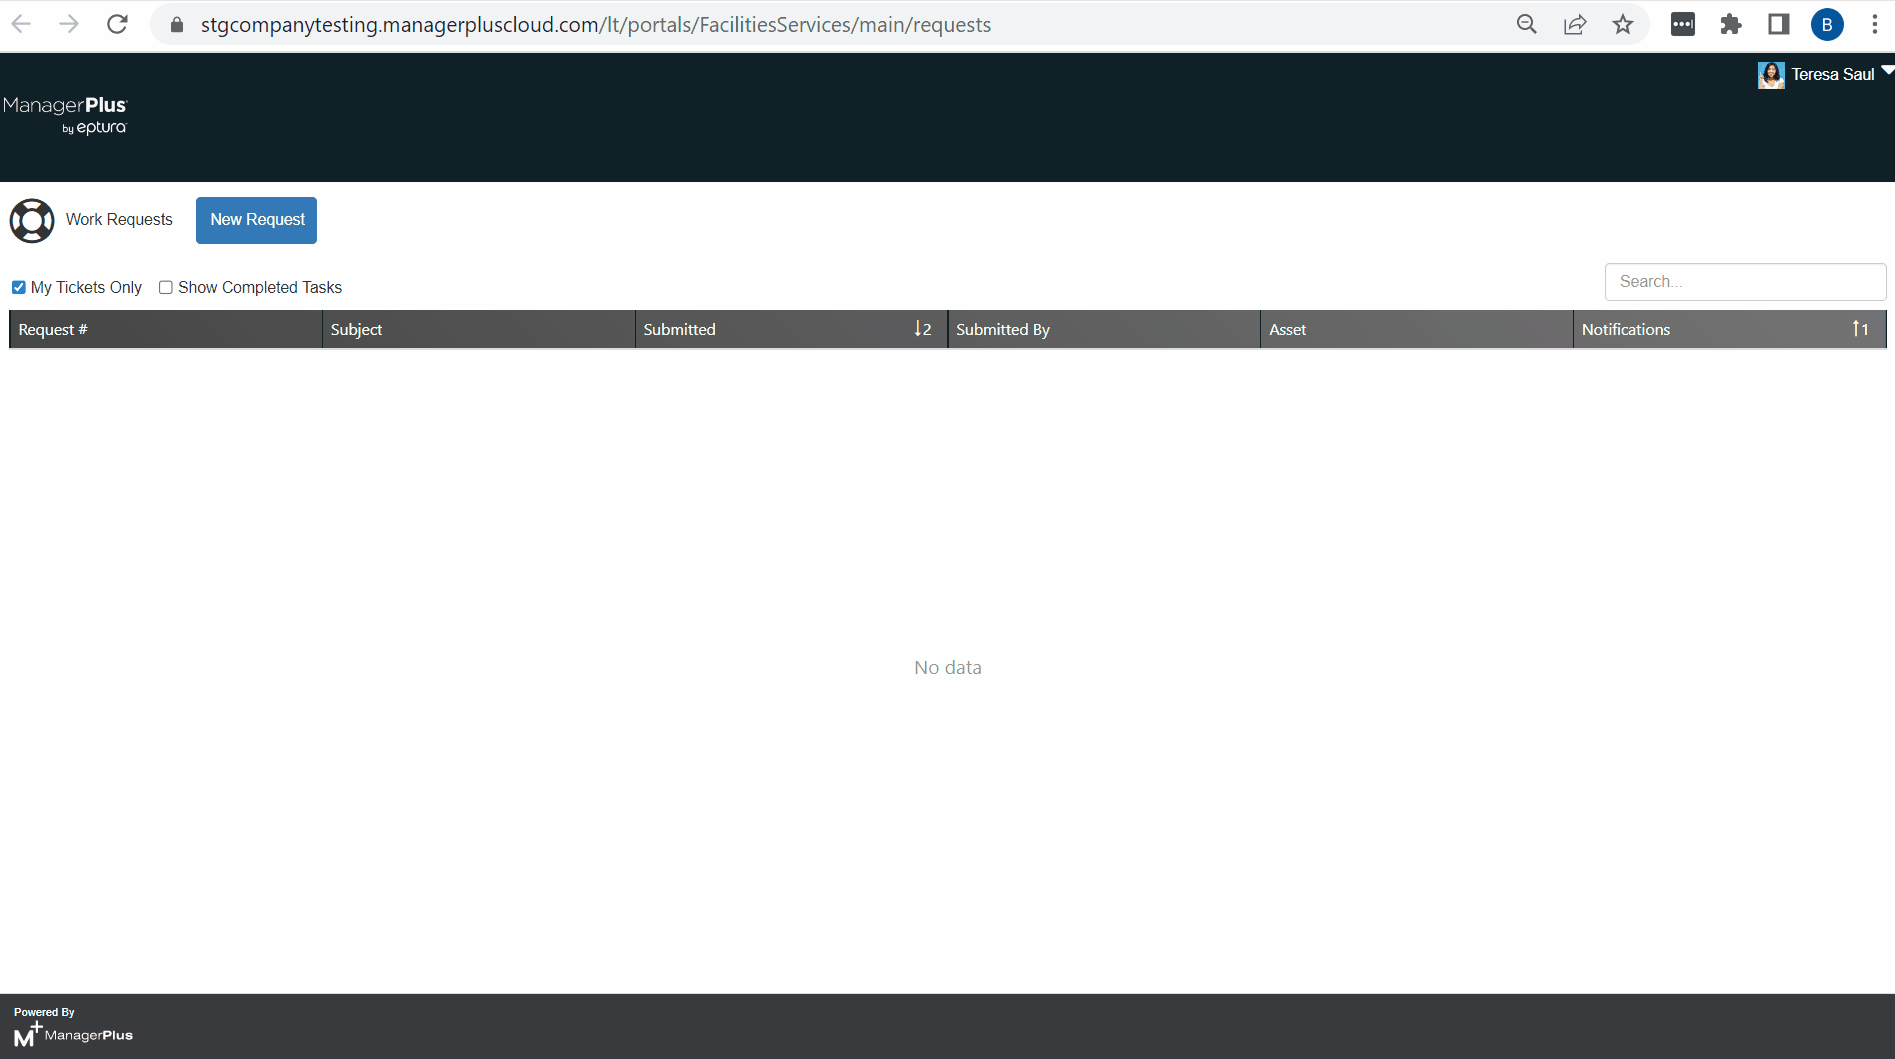 stgcompanytesting.managerpluscloud.com/lt/portals/FacilitiesServices/main/requests
B
Teresa Saul
ManagerPlus
by eptura
Work Requests
New Request
My Tickets Only
Show Completed Tasks
Search...
Request #
Subject
Submitted
2
Submitted By
Asset
Notifications
1
No data
Powered By
M+ ManagerPlus